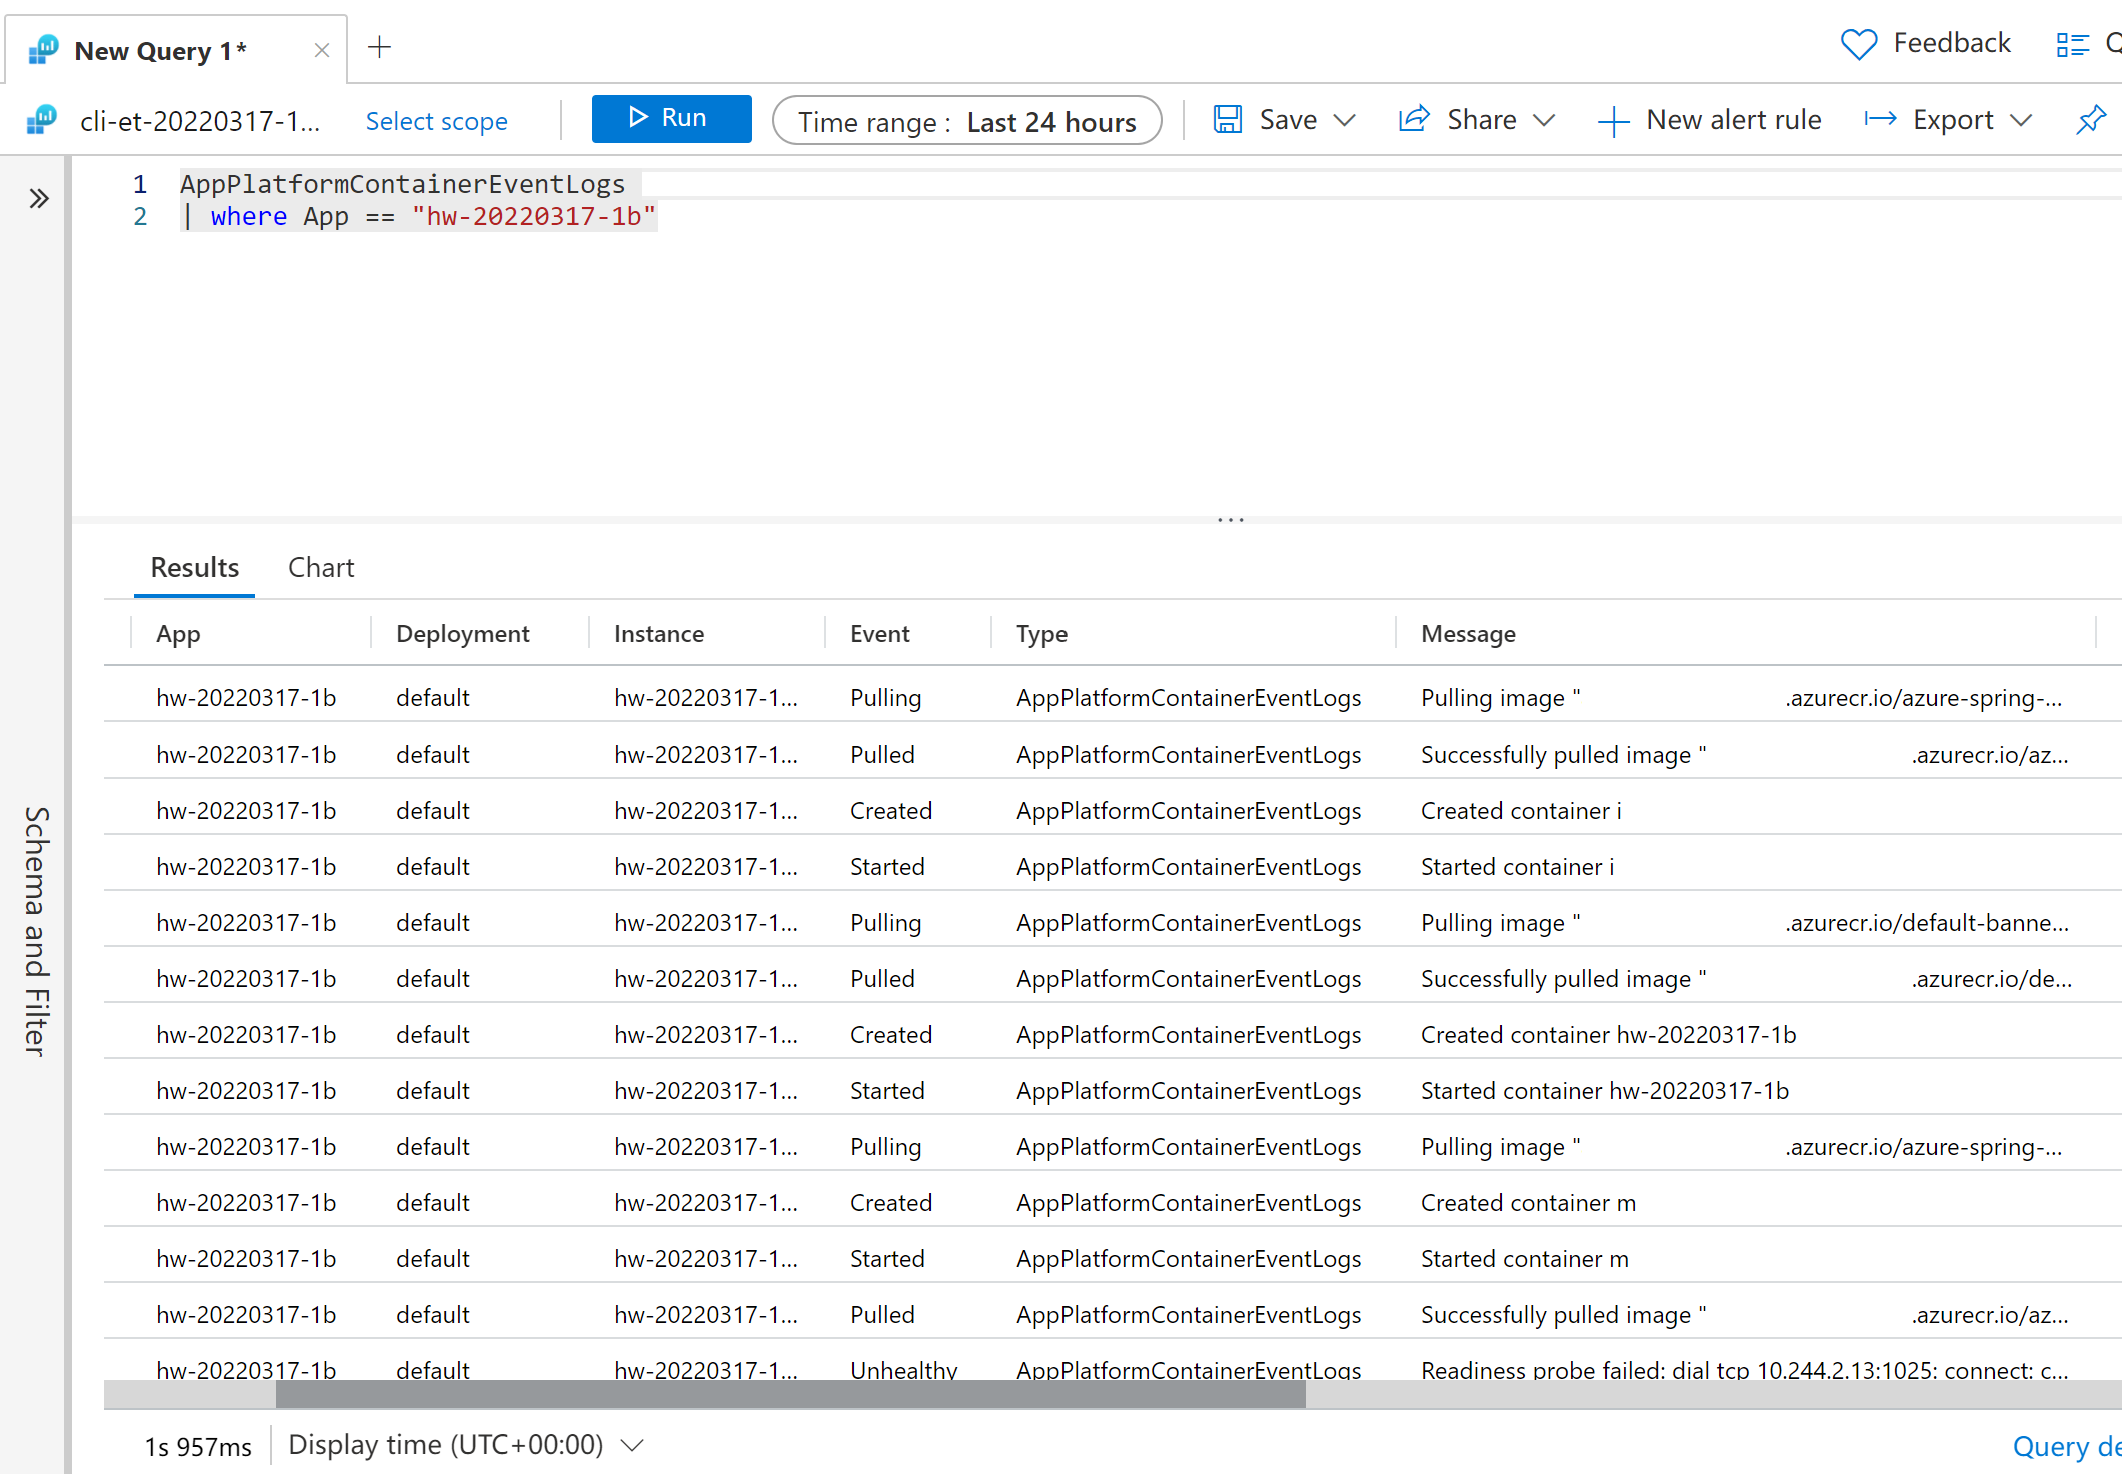 New Query 1*
Feedback
cli-et-20220317-1...
Select scope
Run
Time range : Last 24 hours
Save
Share
New alert rule
Export
1 AppPlatformContainerEventLogs
2 | where App == "hw-20220317-1b"
...
Schema and Filter
Results Chart
App Deployment Instance Event Type Message
hw-20220317-1b default hw-20220317-1... Pulling AppPlatformContainerEventLogs Pulling image " .azurecr.io/azure-spring-...
hw-20220317-1b default hw-20220317-1... Pulled AppPlatformContainerEventLogs Successfully pulled image " .azurecr.io/az...
hw-20220317-1b default hw-20220317-1... Created AppPlatformContainerEventLogs Created container i
hw-20220317-1b default hw-20220317-1... Started AppPlatformContainerEventLogs Started container i
hw-20220317-1b default hw-20220317-1... Pulling AppPlatformContainerEventLogs Pulling image " .azurecr.io/default-banne...
hw-20220317-1b default hw-20220317-1... Pulled AppPlatformContainerEventLogs Successfully pulled image " .azurecr.io/de...
hw-20220317-1b default hw-20220317-1... Created AppPlatformContainerEventLogs Created container hw-20220317-1b
hw-20220317-1b default hw-20220317-1... Started AppPlatformContainerEventLogs Started container hw-20220317-1b
hw-20220317-1b default hw-20220317-1... Pulling AppPlatformContainerEventLogs Pulling image " .azurecr.io/azure-spring-...
hw-20220317-1b default hw-20220317-1... Created AppPlatformContainerEventLogs Created container m
hw-20220317-1b default hw-20220317-1... Started AppPlatformContainerEventLogs Started container m
hw-20220317-1b default hw-20220317-1... Pulled AppPlatformContainerEventLogs Successfully pulled image " .azurecr.io/az...
hw-20220317-1b default hw-20220317-1... Unhealthy AppPlatformContainerEventLogs Readiness probe failed: dial tcp 10.244.2.13:1025: connect: c...
1s 957ms
Display time (UTC+00:00)
Query